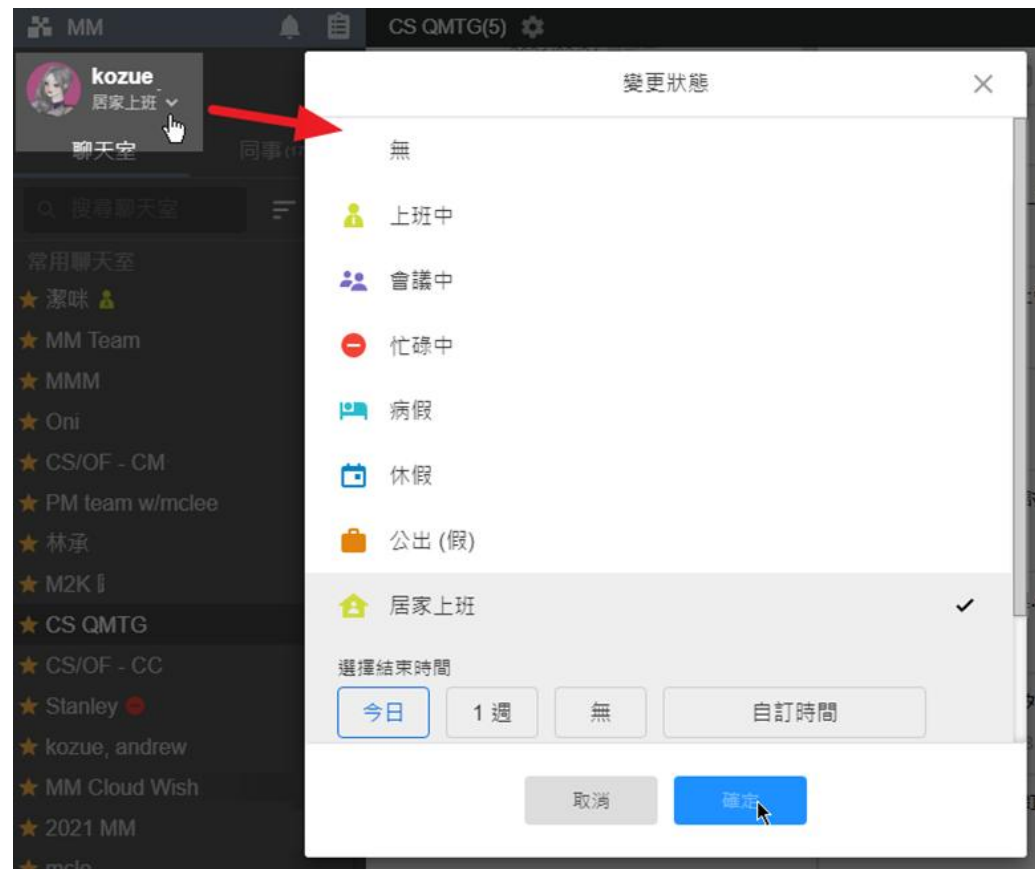 MM
CS QMTG(5)
kozue
居家上班
聊天室
同事
搜尋聊天室
常用聊天室
潔咪
MM Team
MMM
Oni
CS/OF - CM
PM team w/mclee
林承
M2K
CS QMTG
CS/OF - CC
Stanley
kozue, andrew
MM Cloud Wish
2021 MM
變更狀態
無
上班中
會議中
忙碌中
病假
休假
公出 (假)
居家上班
選擇結束時間
今日
1 週
無
自訂時間
取消
確定